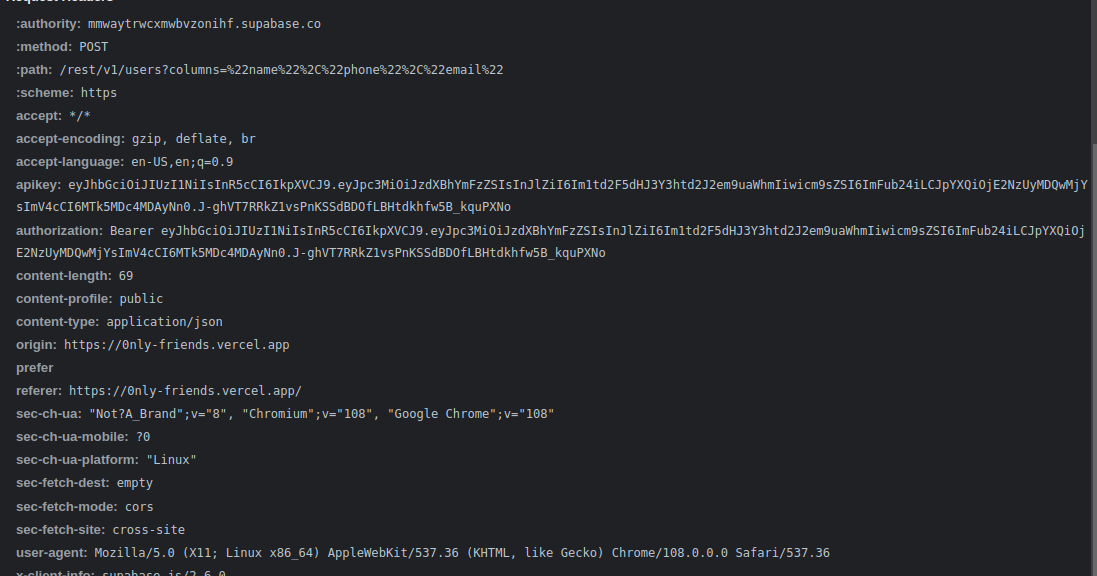 Request Headers
:authority: mmwaytrwcxmwbvzonihf.supabase.co
:method: POST
:path: /rest/v1/users?columns=%22name%22%2C%22phone%22%2C%22email%22
:scheme: https
accept: */*
accept-encoding: gzip, deflate, br
accept-language: en-US,en;q=0.9
apikey: eyJhbGciOiJIUzI1NiIsInR5cCI6IkpXVCJ9.eyJpc3MiOiJzdXBhYmFzZSIsInJlZiI6Im1td2F5dHJ3Y3htd2J2em9uaWhmIiwicm9sZSI6ImFub24iLCJpYXQiOjE2NzUyMDQwMjY
sImV4cCI6MTk5MDc4MDAyNn0.J-ghVT7RRkZ1vsPnKSSdBDOfLBHtdkhfw5B_kquPXNo
authorization: Bearer eyJhbGciOiJIUzI1NiIsInR5cCI6IkpXVCJ9.eyJpc3MiOiJzdXBhYmFzZSIsInJlZiI6Im1td2F5dHJ3Y3htd2J2em9uaWhmIiwicm9sZSI6ImFub24iLCJpYXQiOj
E2NzUyMDQwMjYsImV4cCI6MTk5MDc4MDAyNn0.J-ghVT7RRkZ1vsPnKSSdBDOfLBHtdkhfw5B_kquPXNo
content-length: 69
content-profile: public
content-type: application/json
origin: https://0nly-friends.vercel.app
prefer
referer: https://0nly-friends.vercel.app/
sec-ch-ua: "Not?A_Brand";v="8", "Chromium";v="108", "Google Chrome";v="108"
sec-ch-ua-mobile: ?0
sec-ch-ua-platform: "Linux"
sec-fetch-dest: empty
sec-fetch-mode: cors
sec-fetch-site: cross-site
user-agent: Mozilla/5.0 (X11; Linux x86_64) AppleWebKit/537.36 (KHTML, like Gecko) Chrome/108.0.0.0 Safari/537.36
x-client-info: supabase-js/2.6.0